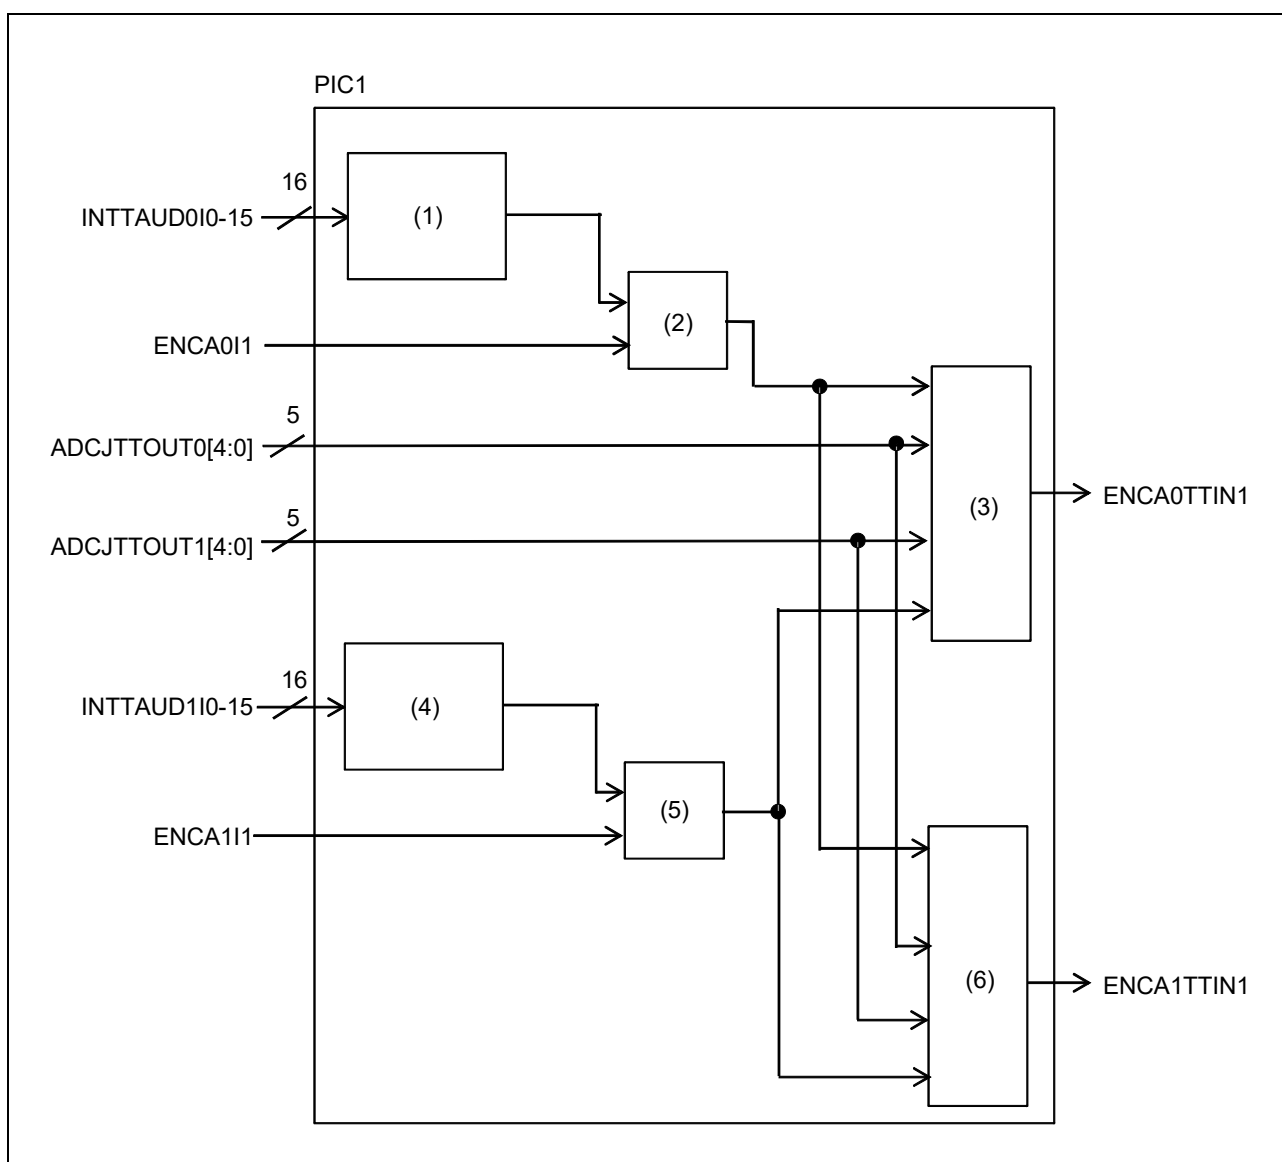 PIC1
16
INTTAUD0I0-15
(1)
(2)
ENCA0I1
5
ADCJTTOUT0[4:0]
(3)
ENCA0TTIN1
5
ADCJTTOUT1[4:0]
16
INTTAUD1I0-15
(4)
(5)
ENCA1I1
(6)
ENCA1TTIN1